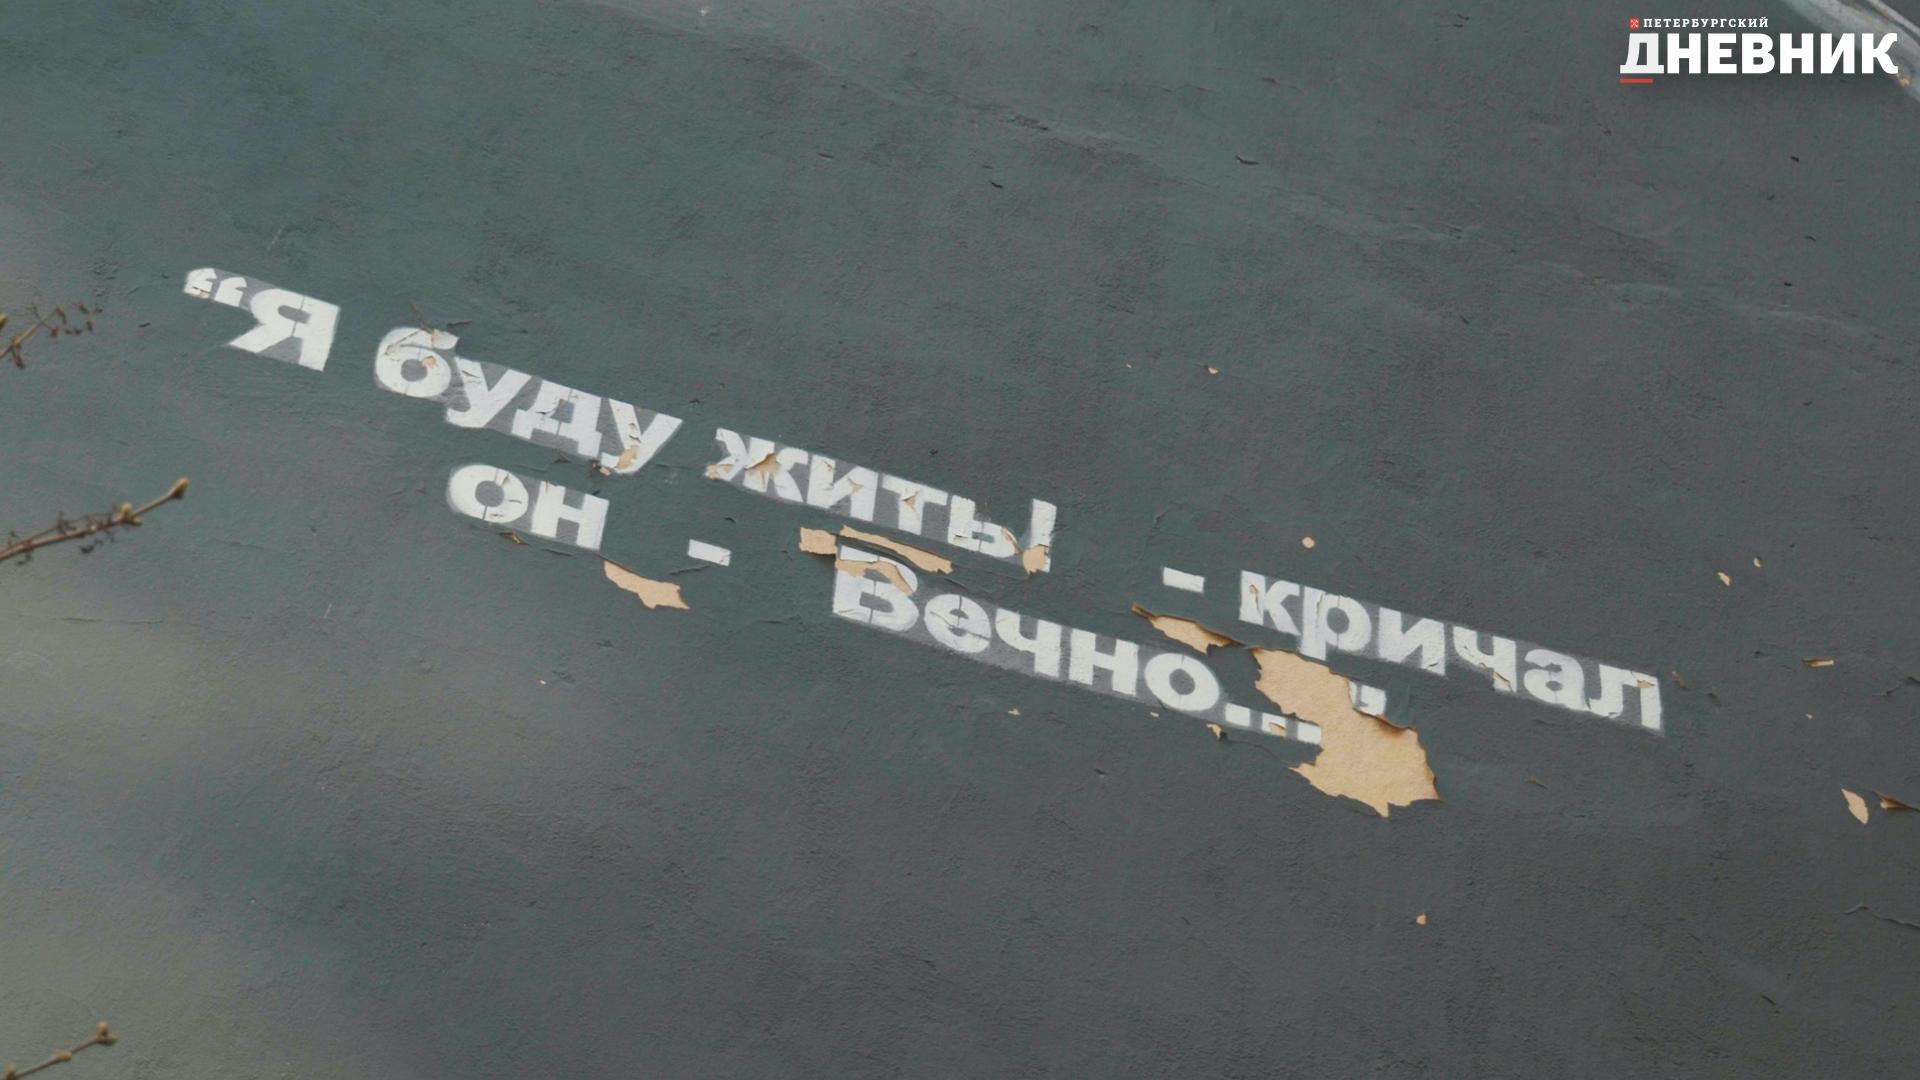 “Я буду жить! - кричал
он - Вечно...”
ПЕТЕРБУРГСКИЙ
ДНЕВНИК